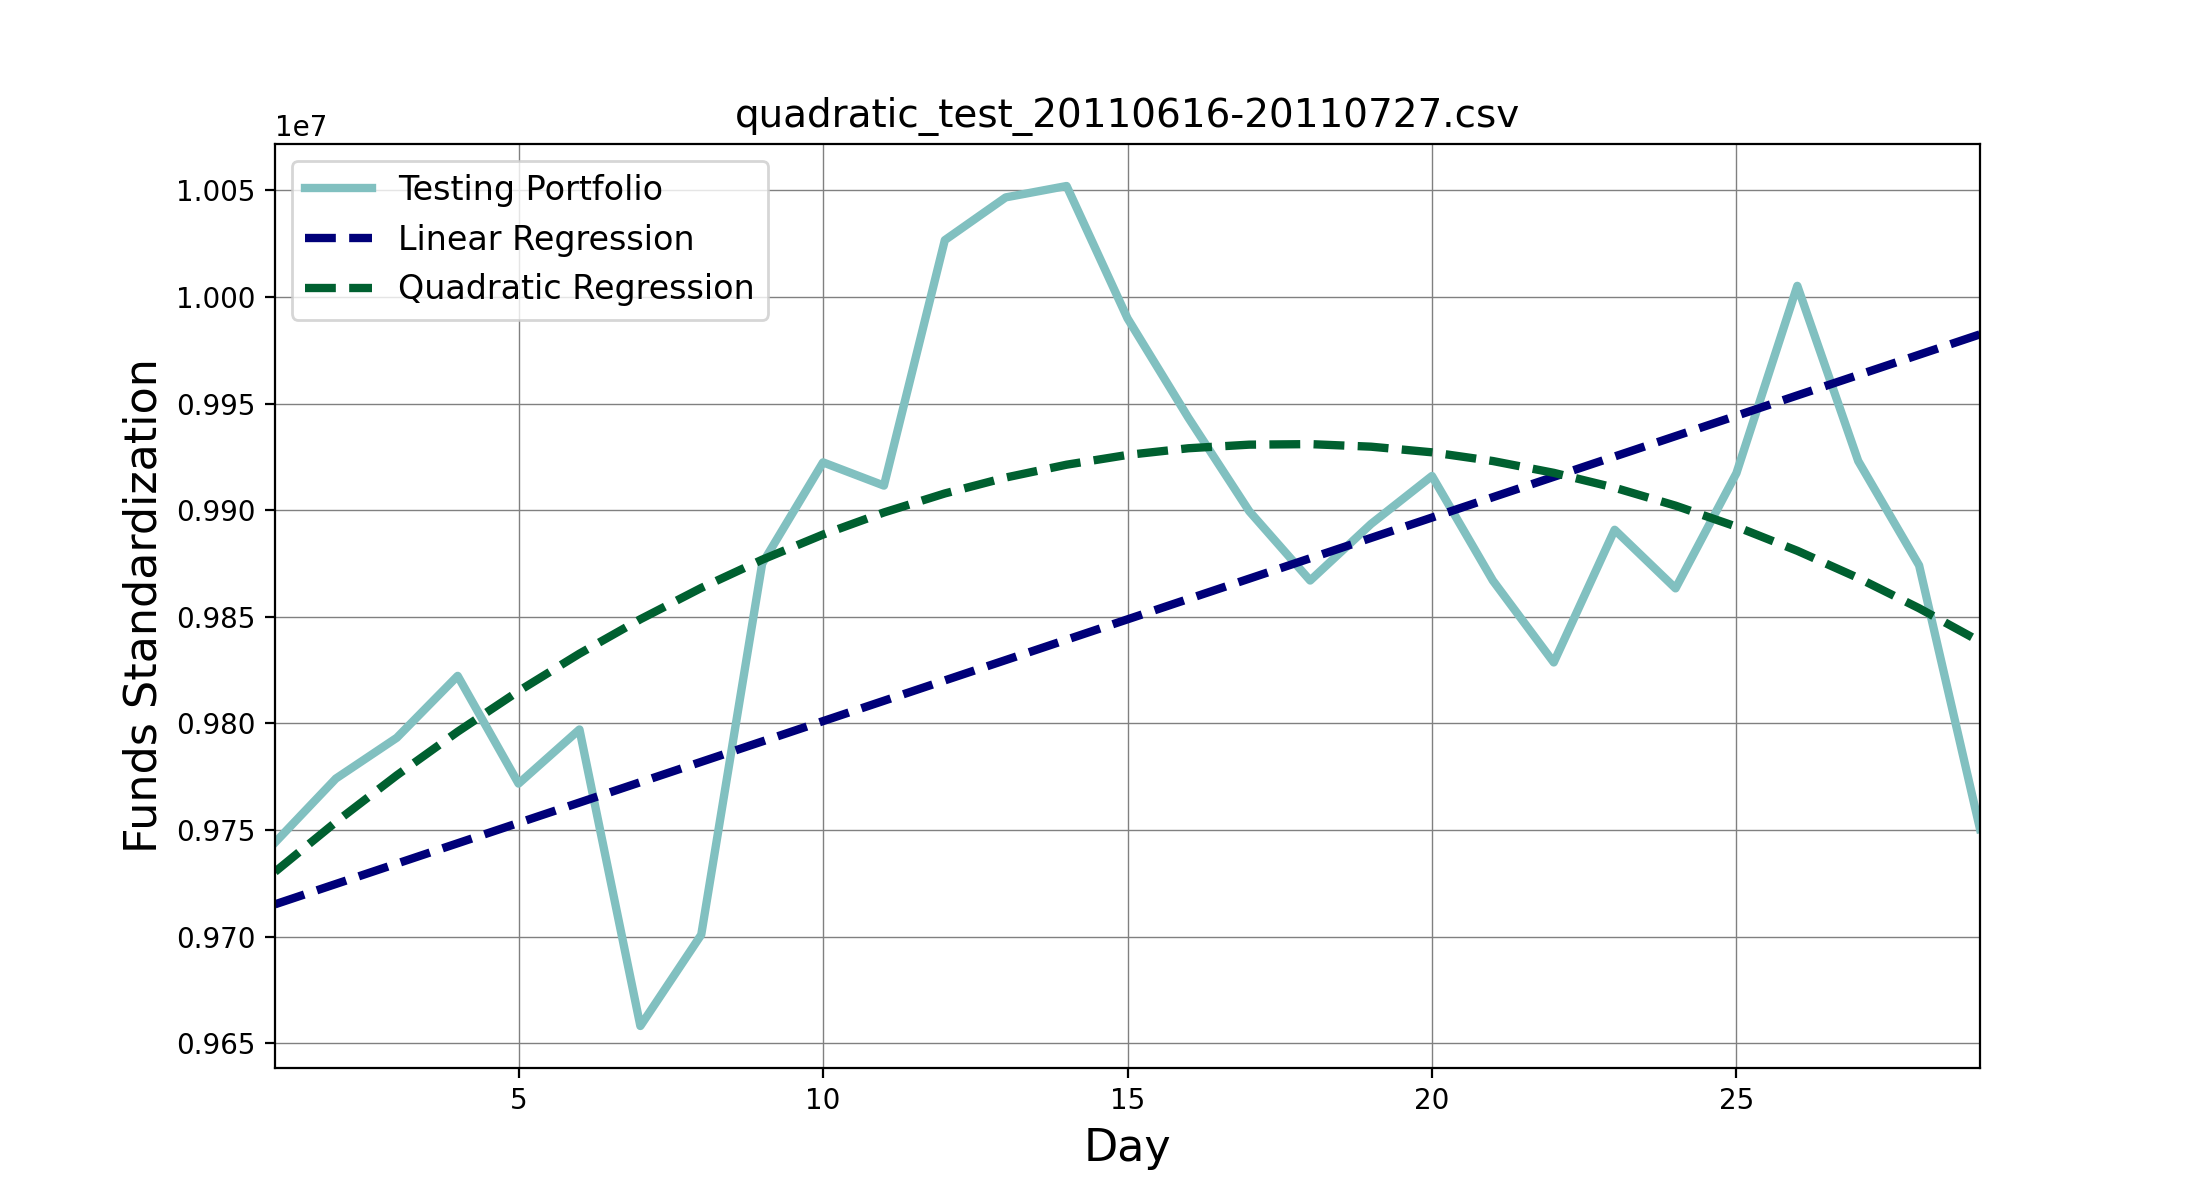 quadratic_test_20110616-20110727.csv
1e7
Testing Portfolio
Linear Regression
Quadratic Regression
Funds Standardization
1.005
1.000
0.995
0.990
0.985
0.980
0.975
0.970
0.965
5 10 15 20 25
Day